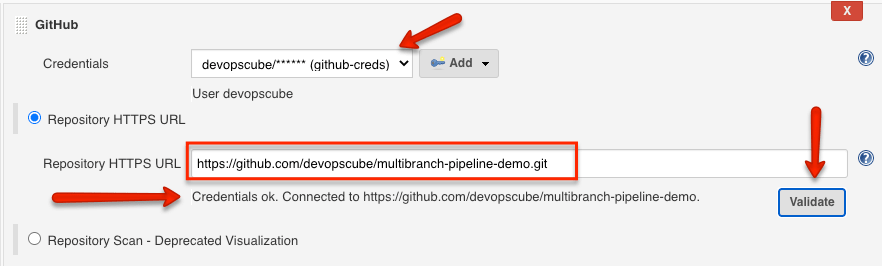 X
GitHub
Credentials
devopscube/****** (github-creds)
Add
?
User devopscube
Repository HTTPS URL
Repository HTTPS URL
https://github.com/devopscube/multibranch-pipeline-demo.git
?
Credentials ok. Connected to https://github.com/devopscube/multibranch-pipeline-demo.
Validate
Repository Scan - Deprecated Visualization